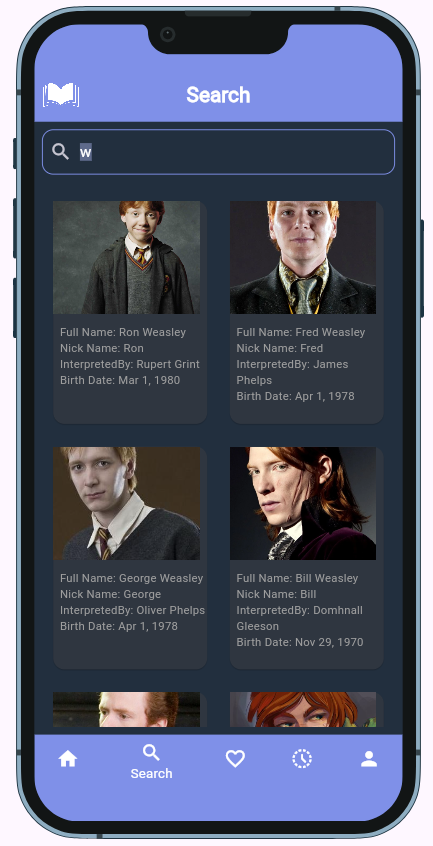 Search
w
Full Name: Ron Weasley
Nick Name: Ron
InterpretedBy: Rupert Grint
Birth Date: Mar 1, 1980
Full Name: Fred Weasley
Nick Name: Fred
InterpretedBy: James
Phelps
Birth Date: Apr 1, 1978
Full Name: George Weasley
Nick Name: George
InterpretedBy: Oliver Phelps
Birth Date: Apr 1, 1978
Full Name: Bill Weasley
Nick Name: Bill
InterpretedBy: Domhnall
Gleeson
Birth Date: Nov 29, 1970
Search